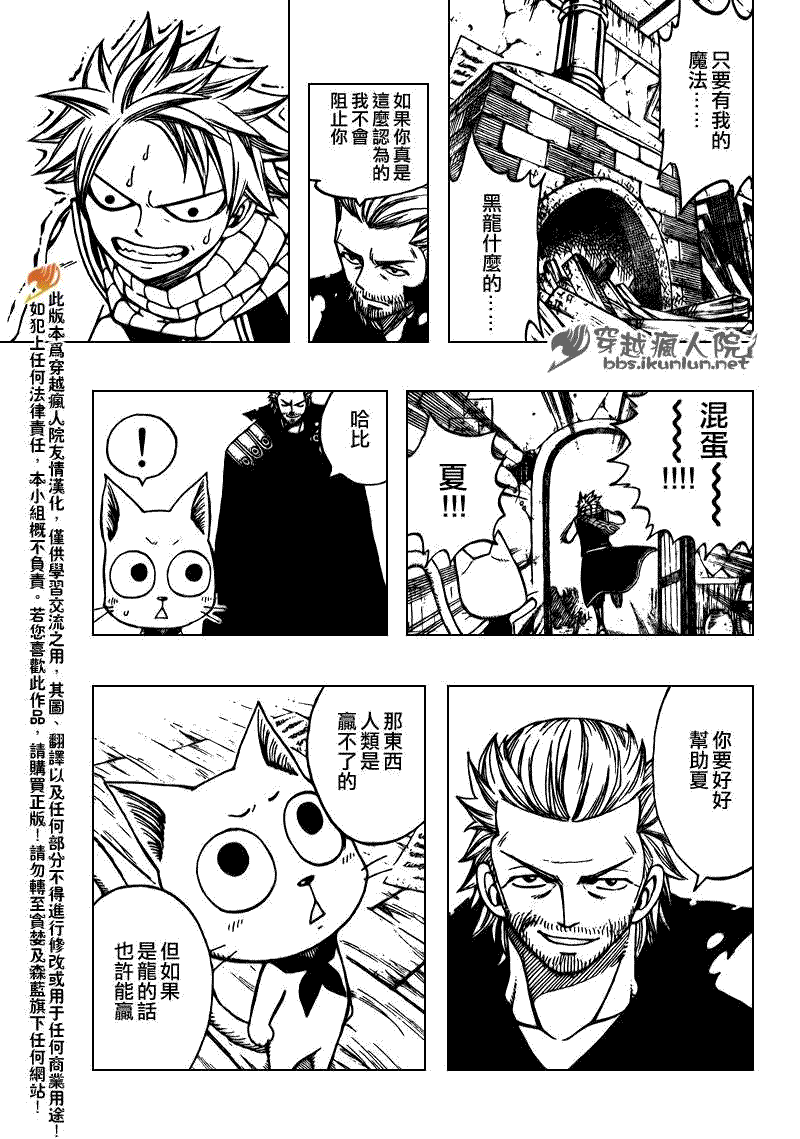 只要有我的
魔法……
黑龍什麼的……
如果你真是
這麼認為的
我不會
阻止你
穿越瘋人院
bbs.ikunlun.net
混蛋~~~~
~~~~!!!!
夏!!!
哈比
!
你要好好
幫助夏
那東西
人類是
贏不了的
但如果
是龍的話
也許能贏
此版本爲穿越瘋人院友情漢化，僅供學習交流之用，其圖、翻譯以及任何部分不得進行修改或用于任何商業用途！
如犯上任何法律責任，本小組概不負責。若您喜歡此作品，請購買正版！請勿轉至貪婪及森藍旗下任何網站！